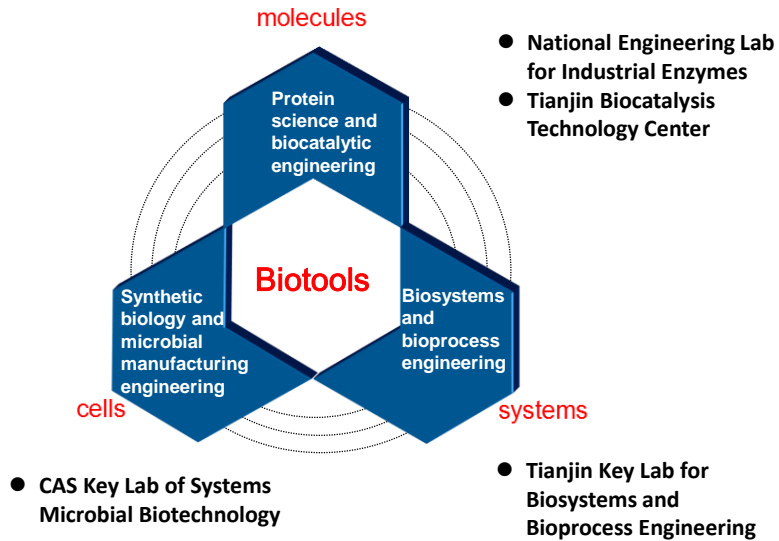 molecules
● National Engineering Lab
for Industrial Enzymes
● Tianjin Biocatalysis
Technology Center
Protein
science and
biocatalytic
engineering
Biotools
Synthetic
biology and
microbial
manufacturing
engineering
Biosystems
and
bioprocess
engineering
cells
systems
● CAS Key Lab of Systems
Microbial Biotechnology
● Tianjin Key Lab for
Biosystems and
Bioprocess Engineering